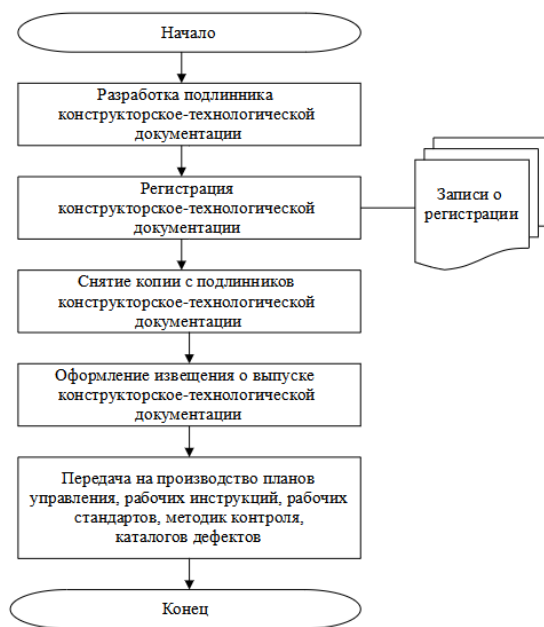 Начало
Разработка подлинника
конструкторское-технологической
документации
Регистрация
конструкторское-технологической
документации
Записи о
регистрации
Снятие копии с подлинников
конструкторское-технологической
документации
Оформление извещения о выпуске
конструкторское-технологической
документации
Передача на производство планов
управления, рабочих инструкций, рабочих
стандартов, методик контроля,
каталогов дефектов
Конец